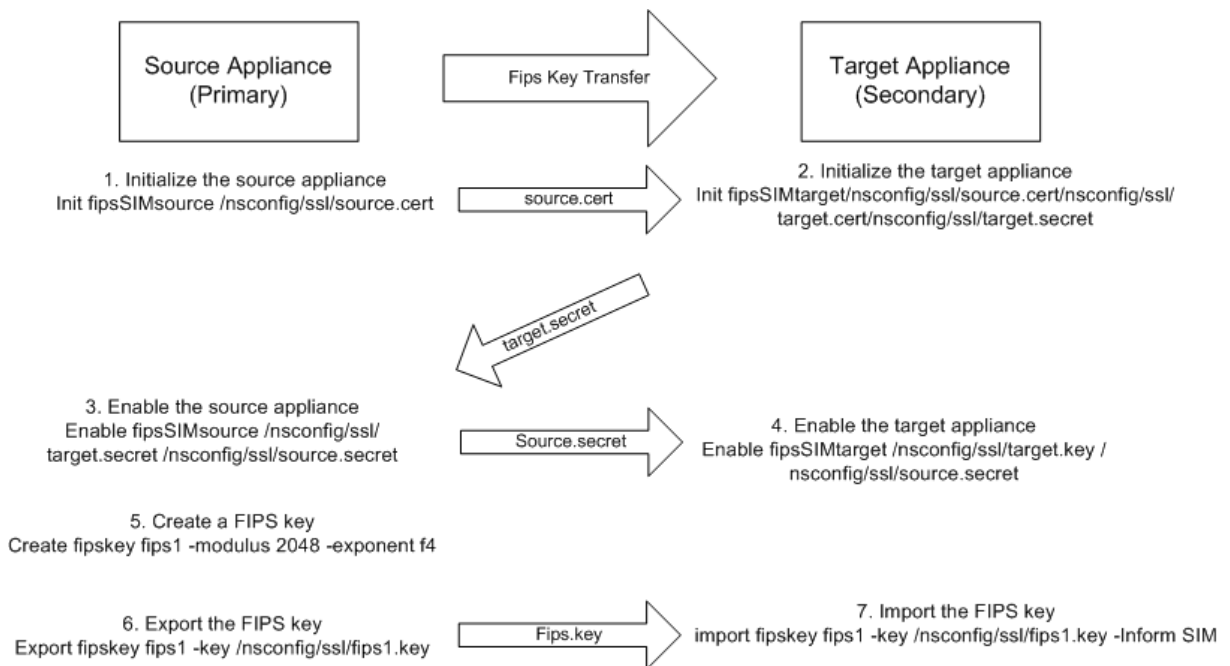 Source Appliance
(Primary)
Fips Key Transfer
Target Appliance
(Secondary)
1. Initialize the source appliance
Init fipsSIMsource /nsconfig/ssl/source.cert
source.cert
2. Initialize the target appliance
Init fipsSIMtarget/nsconfig/ssl/source.cert/nsconfig/ssl/
target.cert/nsconfig/ssl/target.secret
target.secret
3. Enable the source appliance
Enable fipsSIMsource /nsconfig/ssl/
target.secret /nsconfig/ssl/source.secret
Source.secret
4. Enable the target appliance
Enable fipsSIMtarget /nsconfig/ssl/target.key /
nsconfig/ssl/source.secret
5. Create a FIPS key
Create fipskey fips1 -modulus 2048 -exponent f4
6. Export the FIPS key
Export fipskey fips1 -key /nsconfig/ssl/fips1.key
Fips.key
7. Import the FIPS key
import fipskey fips1 -key /nsconfig/ssl/fips1.key -Inform SIM